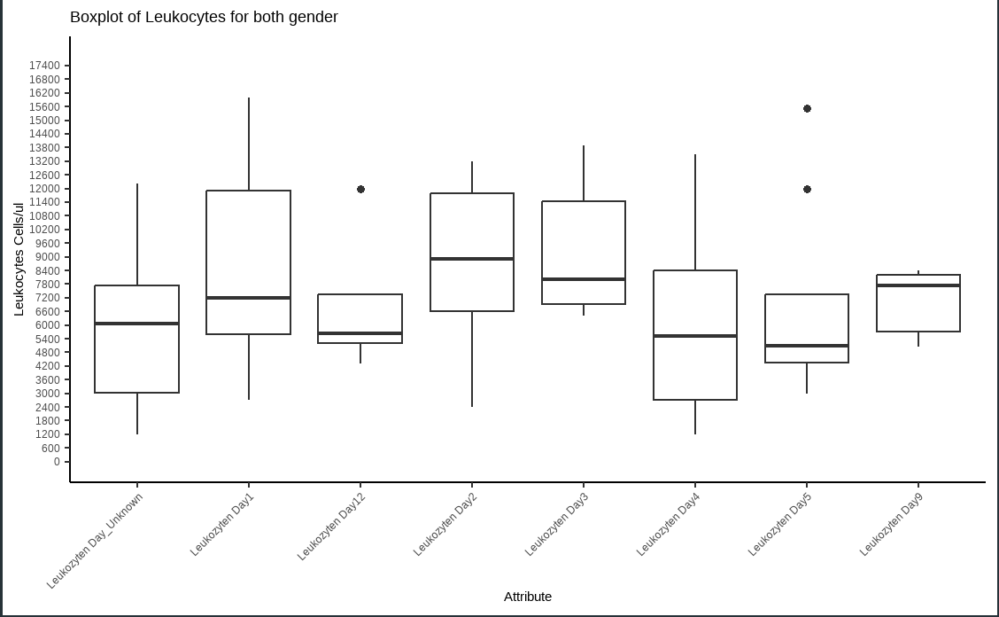 Boxplot of Leukocytes for both gender
17400
16800
16200
15600
15000
14400
13800
13200
12600
12000
11400
10800
10200
9600
9000
8400
7800
7200
6600
6000
5400
4800
4200
3600
3000
2400
1800
1200
600
0
Leukocytes Cells/ul
Leukozyten Day_Unknown
Leukozyten Day1
Leukozyten Day12
Leukozyten Day2
Leukozyten Day3
Leukozyten Day4
Leukozyten Day5
Leukozyten Day9
Attribute